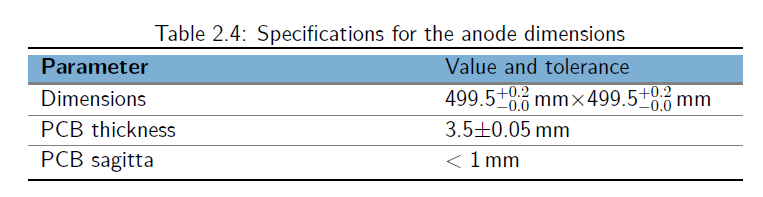 Table 2.4: Specifications for the anode dimensions
Parameter Value and tolerance
Dimensions 499.5+0.2−0.0 mm×499.5+0.2−0.0 mm
PCB thickness 3.5±0.05 mm
PCB sagitta < 1 mm